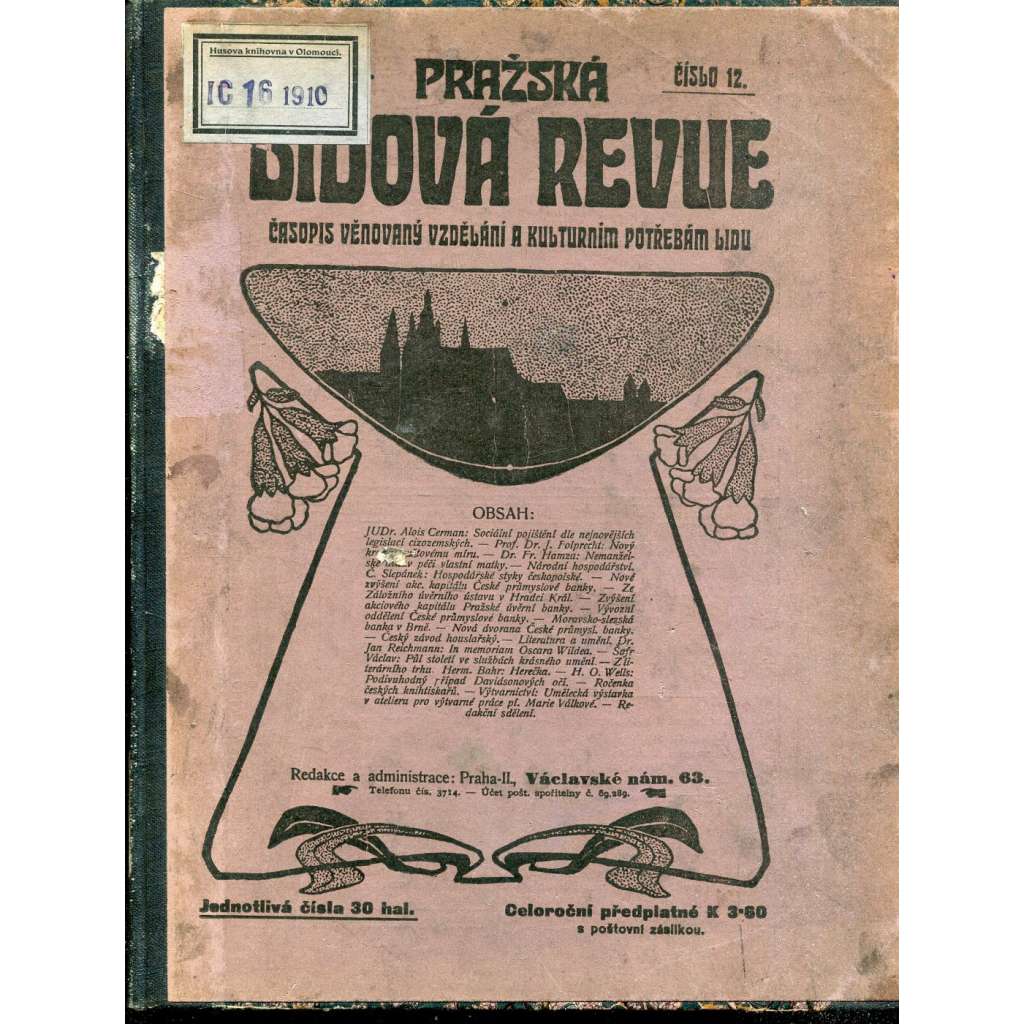 Husova knihovna v Olomouci.
IC 16 1910
PRAŽSKÁ
ČÍSLO 12.
LIDOVÁ REVUE
ČASOPIS VĚNOVANÝ VZDĚLÁNÍ A KULTURNÍM POTŘEBÁM LIDU
OBSAH:
JUDr. Alois Cerman: Sociální pojištění dle nejnovějších
legislací cizozemských. — Prof. Dr. J. Folprecht: Nový
míru. — Dr. Fr. Hamza: Nemanžel-
v péči vlastní matky. — Národní hospodářství.
Č. Slepánek: Hospodářské styky českopolské. — Nové
zvýšení akc. kapitálu České průmyslové banky. — Ze
Záložního úvěrního ústavu v Hradci Král. — Zvýšení
akciového kapitálu Pražské úvěrní banky. — Vývozní
oddělení České průmyslové banky. — Moravsko-slezská
banka v Brně. — Nová dvorana České průmysl. banky.
— Český závod houslařský. — Literatura a umění. Dr.
Jan Reichmann: In memoriam Oscara Wildea. — Šafr
Václav: Půl století ve službách krásného umění. — Z li-
terárního trhu. Herm. Bahr: Herečka. — H. O. Wells:
Podivuhodný případ Davidsonových očí. — Ročenka
českých knihtiskařů. — Výtvarnictví: Umělecká výstavka
v atelieru pro výtvarné práce pí. Marie Válkové. — Re-
dakční sdělení.
Redakce a administrace: Praha-II., Václavské nám. 63.
Telefonu čís. 3714. — Účet pošt. spořitelny č. 89.289.
Jednotlivá čísla 30 hal.
Celoroční předplatné K 3·60
s poštovní zásilkou.